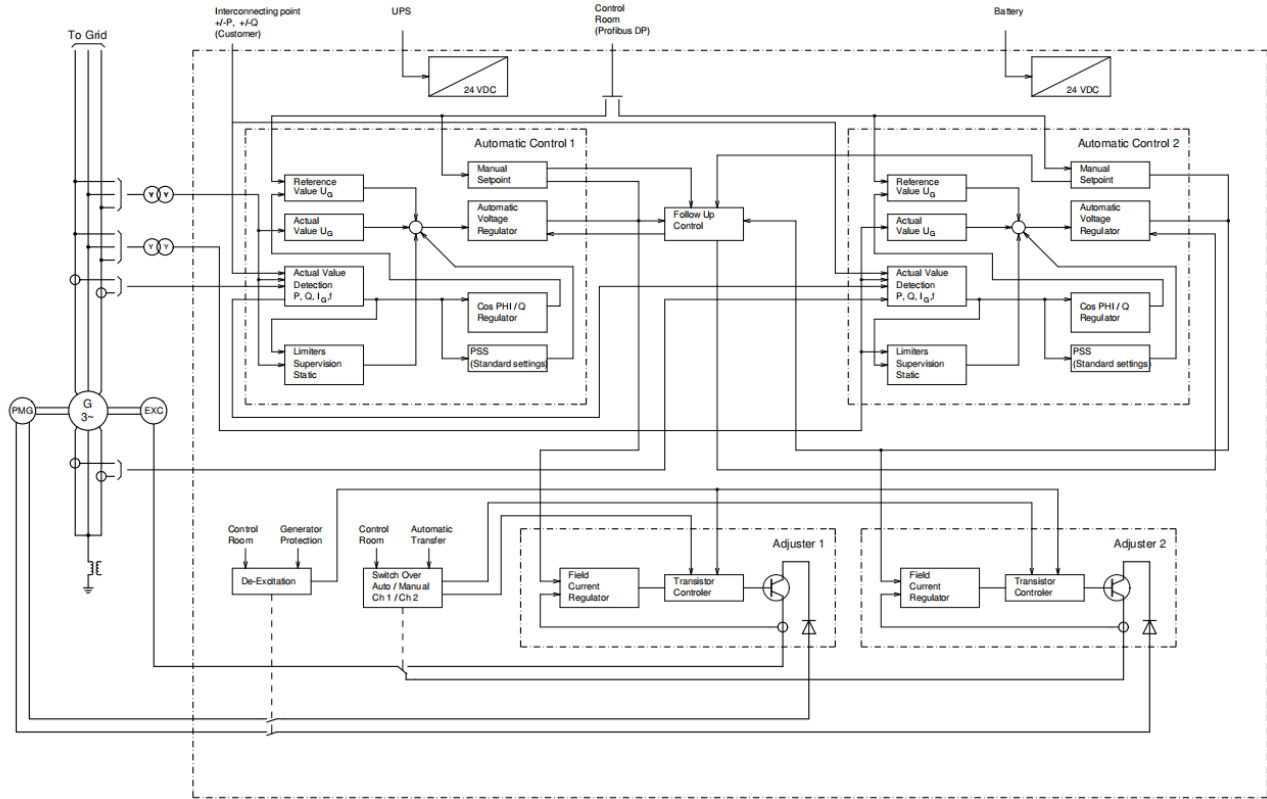 Interconnecting point
+/-P, +/-Q
(Customer)
UPS
Control
Room
(Profibus DP)
Battery
To Grid
24 VDC
24 VDC
Automatic Control 1
Manual
Setpoint
Reference
Value UG
Actual
Value UG
Automatic
Voltage
Regulator
Actual Value
Detection
P, Q, IG,f
Cos PHI / Q
Regulator
Limiters
Supervision
Static
PSS
(Standard settings)
Follow Up
Control
Automatic Control 2
Manual
Setpoint
Reference
Value UG
Actual
Value UG
Automatic
Voltage
Regulator
Actual Value
Detection
P, Q, IG,f
Cos PHI / Q
Regulator
Limiters
Supervision
Static
PSS
(Standard settings)
Y Y
Y Y
PMG
G
3~
EXC
Control
Room
Generator
Protection
Control
Room
Automatic
Transfer
De-Excitation
Switch Over
Auto / Manual
Ch 1 / Ch 2
Adjuster 1
Field
Current
Regulator
Transistor
Controler
Adjuster 2
Field
Current
Regulator
Transistor
Controler